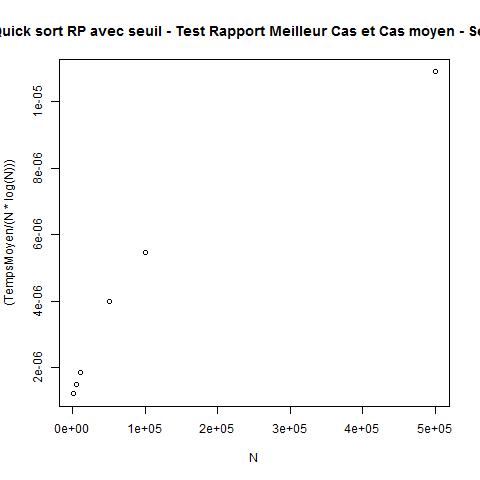 uick sort RP avec seuil - Test Rapport Meilleur Cas et Cas moyen - Se
(TempsMoyen/(N * log(N)))
1e-05
8e-06
6e-06
4e-06
2e-06
0e+00 1e+05 2e+05 3e+05 4e+05 5e+05
N